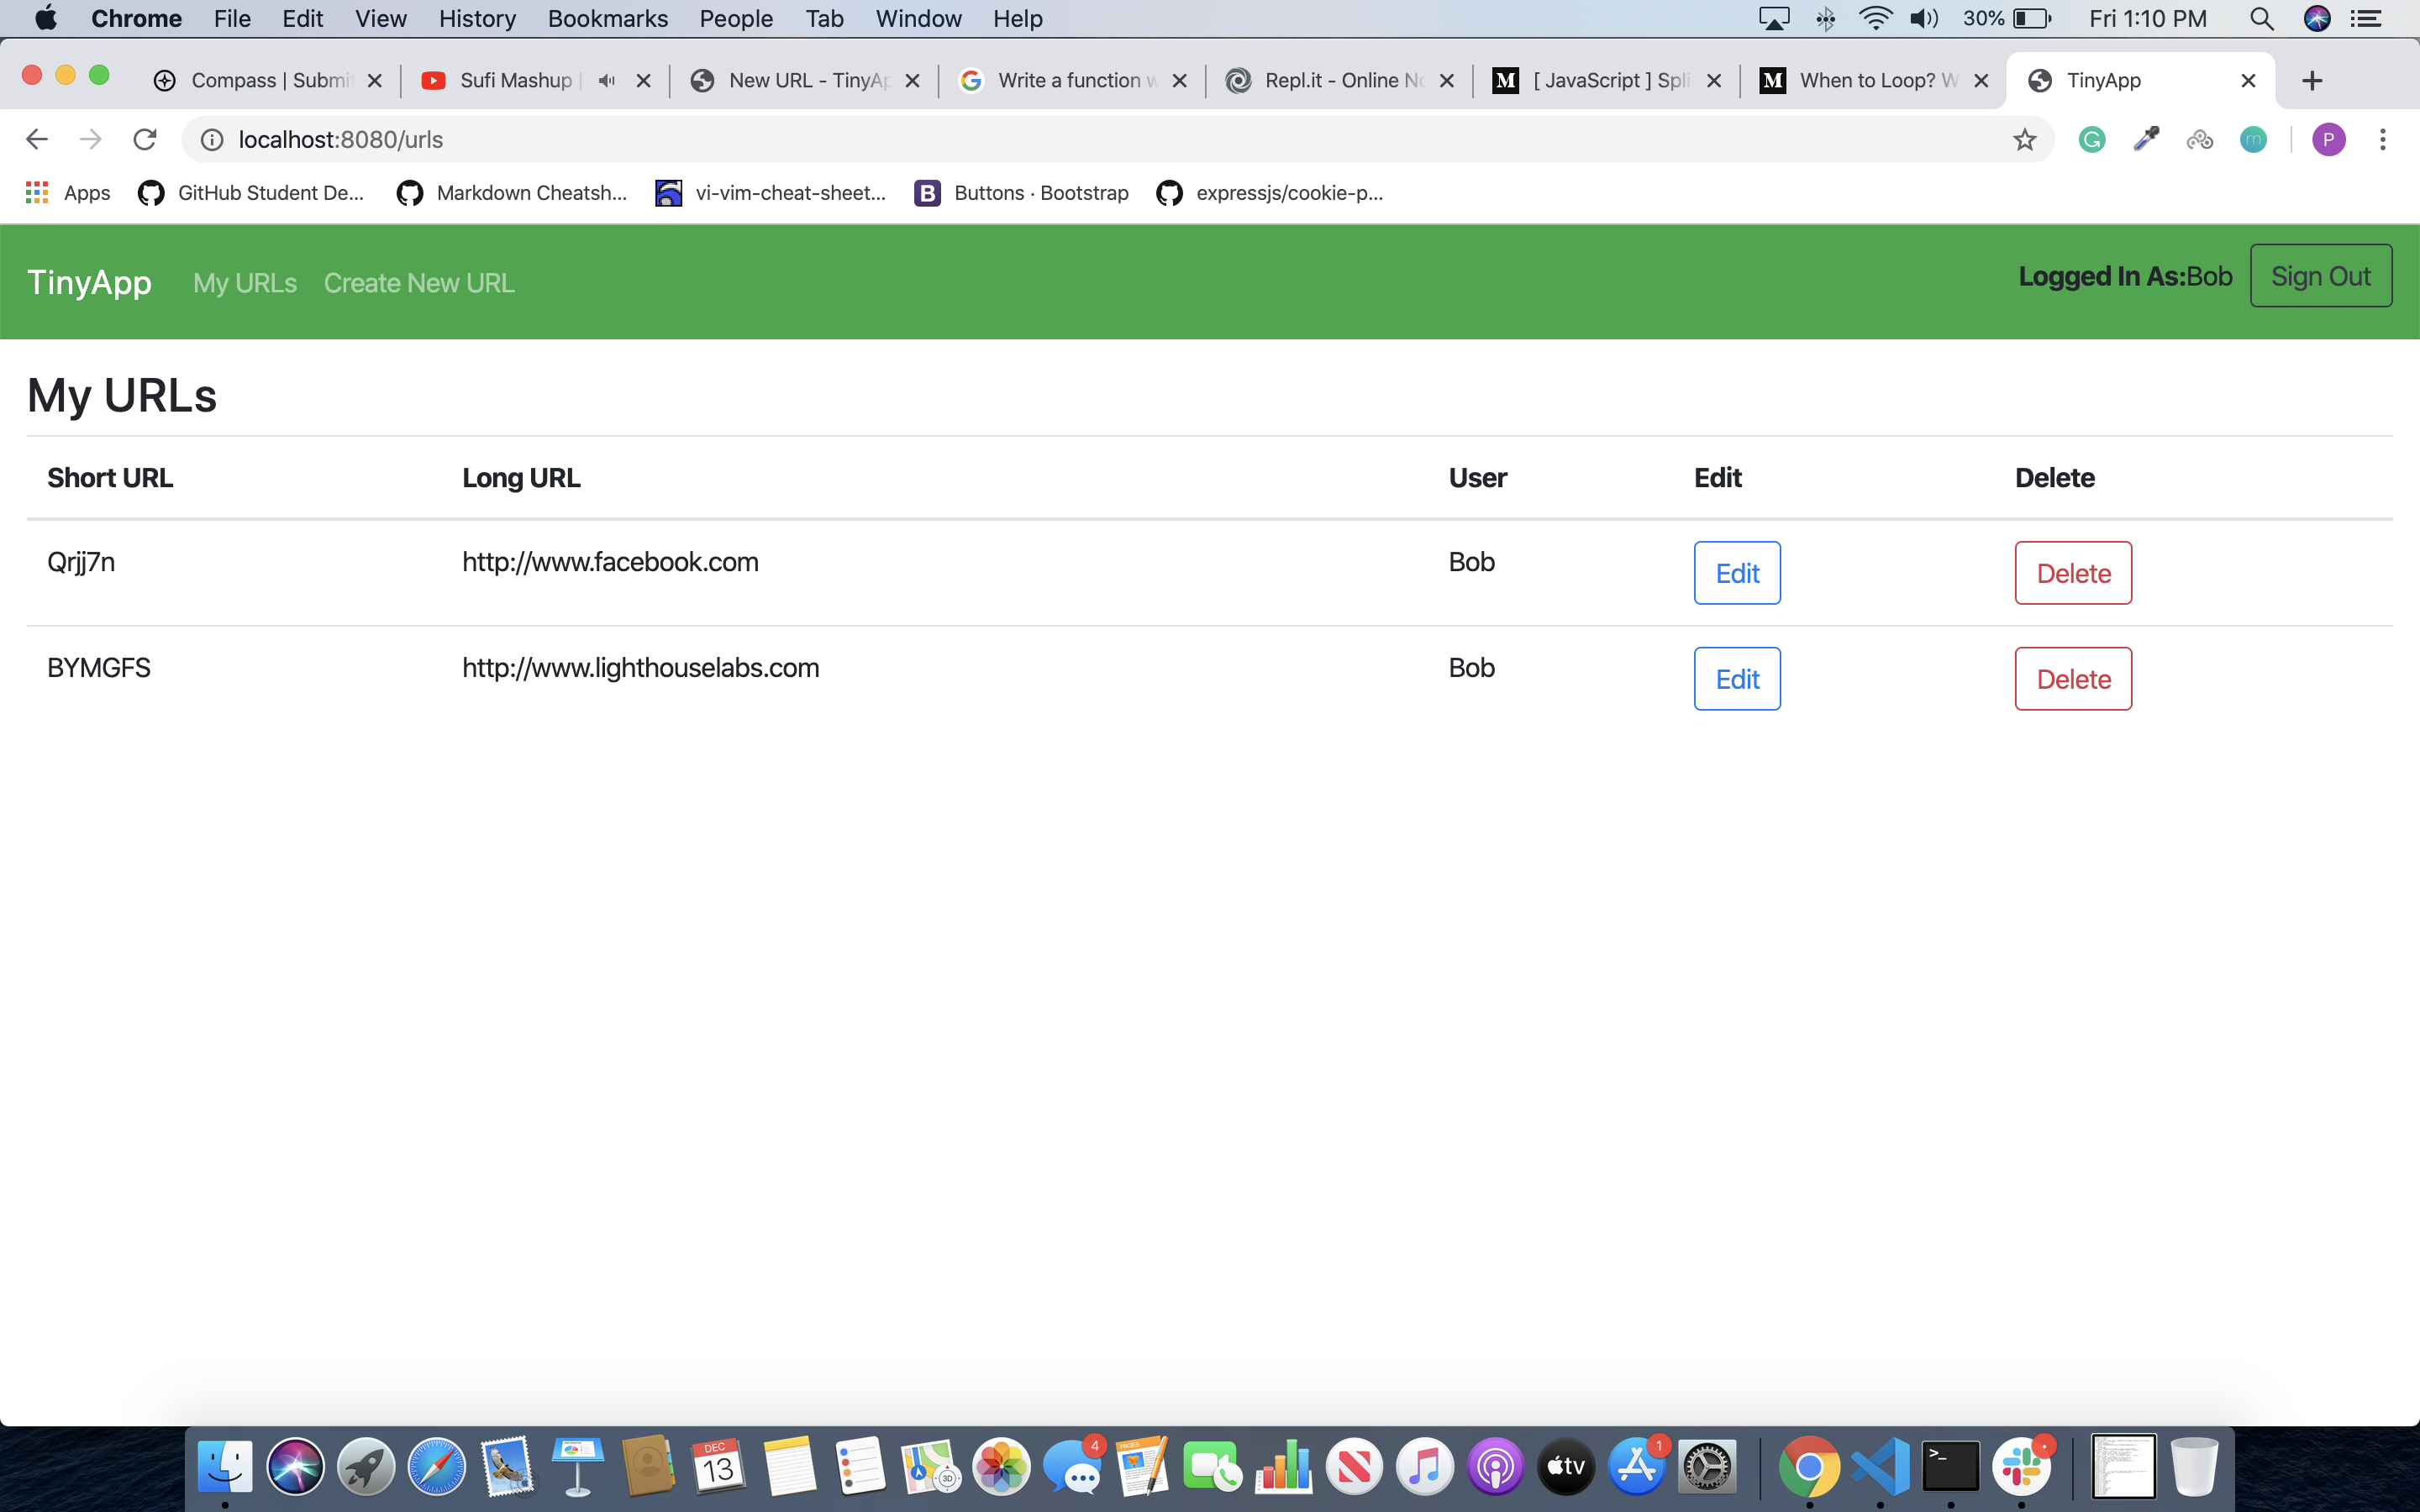 Chrome File Edit View History Bookmarks People Tab Window Help 30% Fri 1:10 PM
Compass | Submi Sufi Mashup | New URL - TinyAp Write a function w Repl.it - Online No [ JavaScript ] Spli When to Loop? W TinyApp
localhost:8080/urls
Apps GitHub Student De... Markdown Cheatsh... vi-vim-cheat-sheet... Buttons · Bootstrap expressjs/cookie-p...
TinyApp My URLs Create New URL Logged In As:Bob Sign Out
My URLs
Short URL Long URL User Edit Delete
Qrjj7n http://www.facebook.com Bob Edit Delete
BYMGFS http://www.lighthouselabs.com Bob Edit Delete
DEC
13
3D
4
PAGES
tv
1